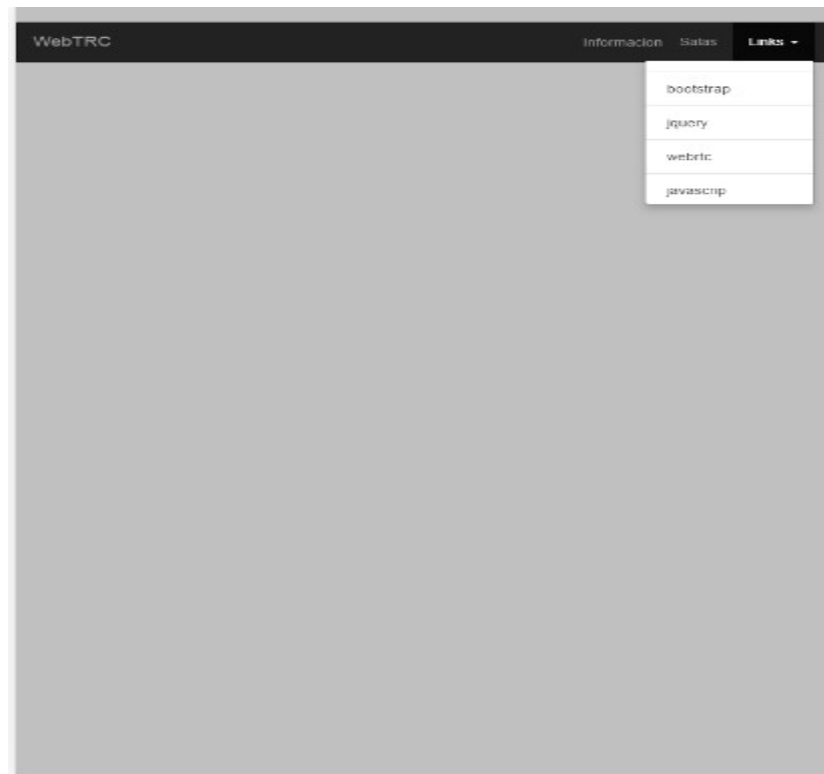 WebTRC Informacion Salas Links
bootstrap
jquery
webrtc
javascrip